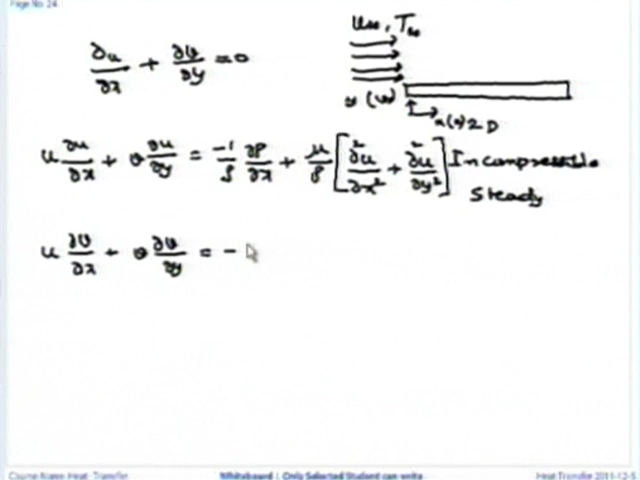 Page No: 24
U∞, T∞
∂u/∂x + ∂v/∂y = 0
y (v)
x(u) 2D
u ∂u/∂x + v ∂u/∂y = -1/ρ ∂P/∂x + μ/ρ [∂²u/∂x² + ∂²u/∂y²] Incompressible
Steady
u ∂v/∂x + v ∂v/∂y = -
Course Name: Heat Transfer Whiteboard | Only Selected Student can write Heat Transfer 2011-12-5